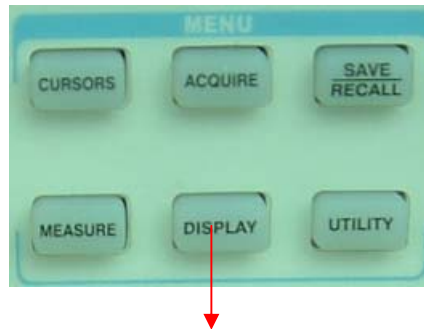 MENU
CURSORS ACQUIRE SAVE
RECALL
MEASURE DISPLAY UTILITY